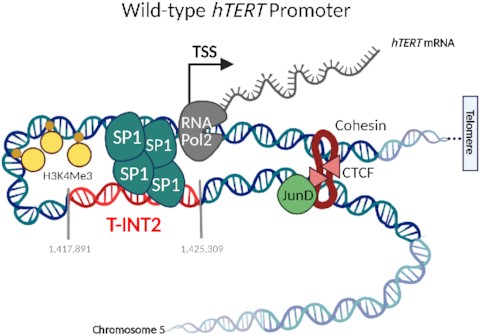 Wild-type hTERT Promoter
TSS
hTERT mRNA
RNA
Pol2
SP1
SP1
SP1
SP1
Cohesin
Telomere
H3K4Me3
CTCF
JunD
T-INT2
1,417,891
1,425,309
Chromosome 5